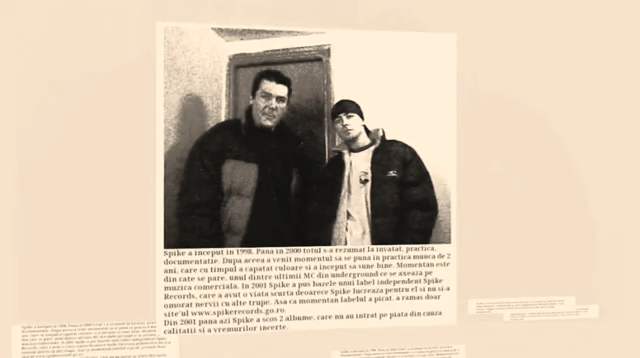 Spike a inceput in 1998. Pana in 2000 totul s-a rezumat la invatat, practica,
documentatie. Dupa aceea a venit momentul sa se puna in practica munca de 2
ani, care cu timpul a capatat culoare si a inceput sa sune bine. Momentan este
din cate se pare, unul dintre ultimii MC din underground ce se axeaza pe
muzica comerciala. In 2001 Spike a pus bazele unui label independent Spike
Records, care a avut o viata scurta deoarece Spike lucreaza pentru el si nu si-a
omorat nervii cu alte trupe. Asa ca momentan labelul a picat, a ramas doar
site'ul www.spikerecords.go.ro.
Din 2001 pana azi Spike a scos 2 albume, care nu au intrat pe piata din cauza
calitatii si a vremurilor incerte.